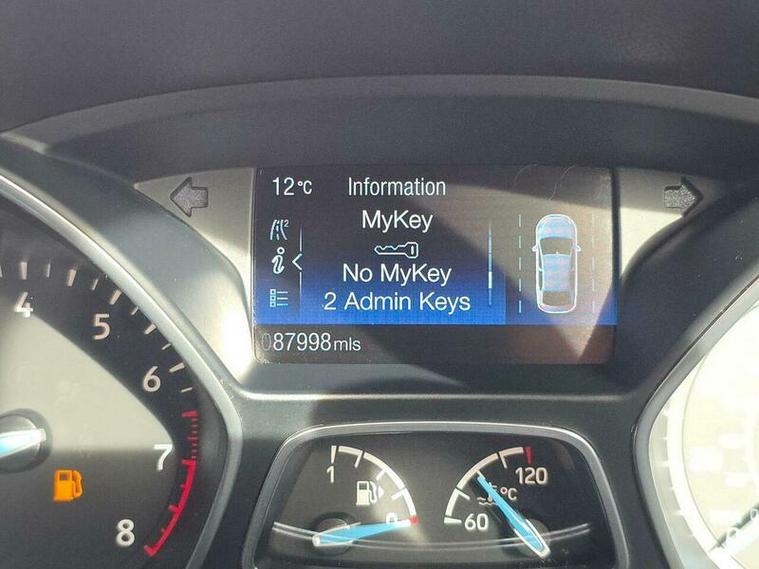 12°C Information
MyKey
No MyKey
2 Admin Keys
087998 mls
4
5
6
7
8
1
0
120
°C
60